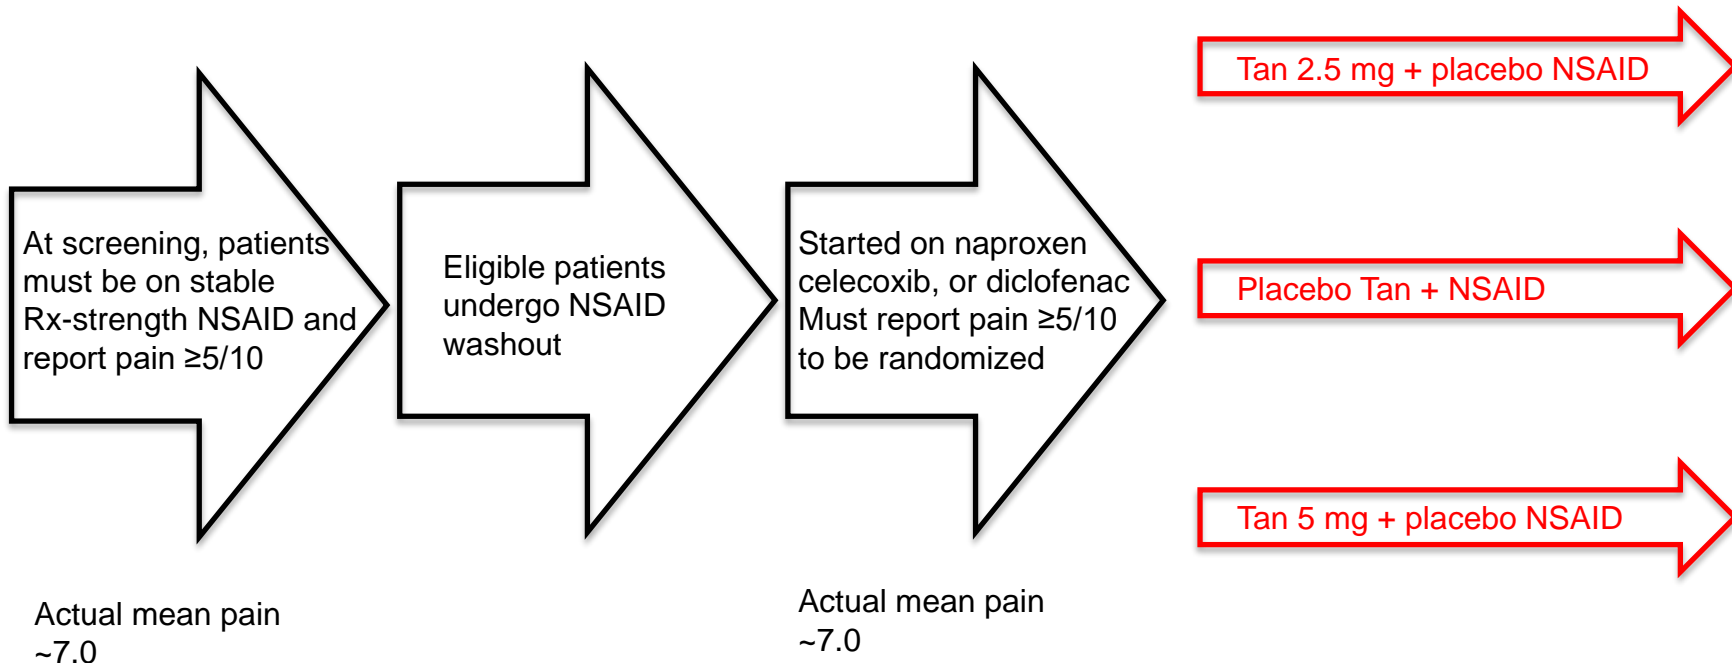 At screening, patients
must be on stable
Rx-strength NSAID and
report pain ≥5/10
Actual mean pain
~7.0
Eligible patients
undergo NSAID
washout
Started on naproxen
celecoxib, or diclofenac
Must report pain ≥5/10
to be randomized
Actual mean pain
~7.0
Tan 2.5 mg + placebo NSAID
Placebo Tan + NSAID
Tan 5 mg + placebo NSAID